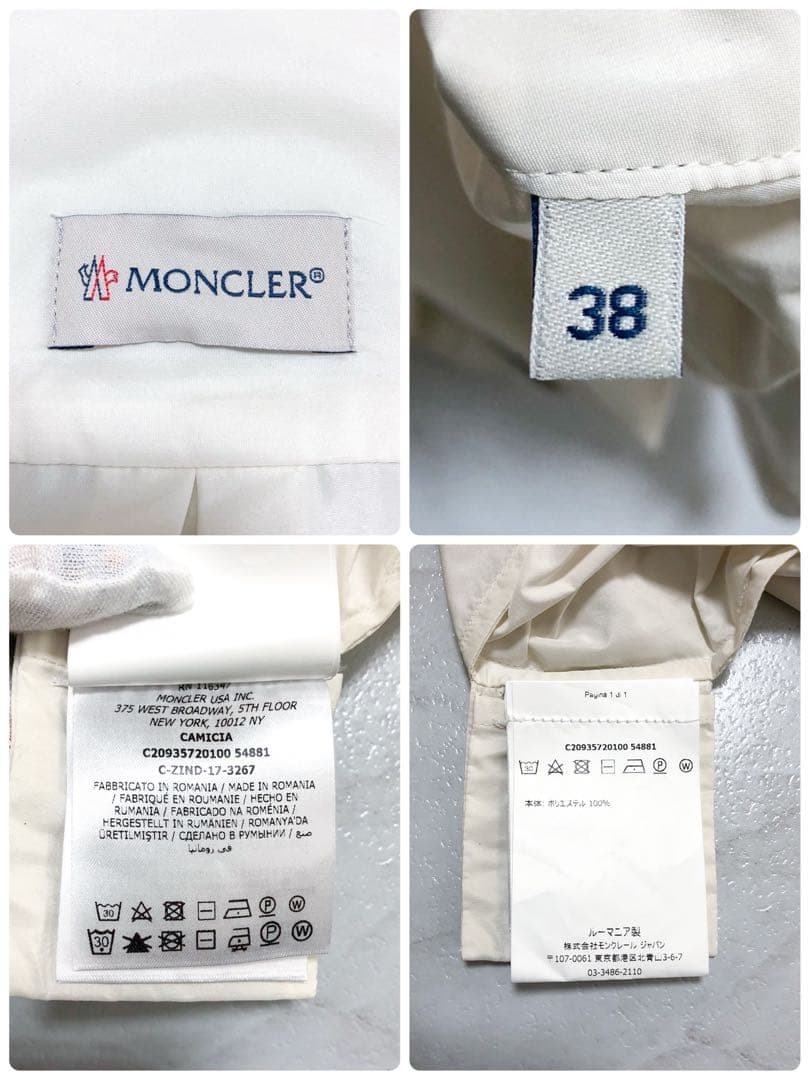 MONCLER®
38
RN 116347
MONCLER USA INC.
375 WEST BROADWAY, 5TH FLOOR
NEW YORK, 10012 NY
CAMICIA
C20935720100 54881
C-ZIND-17-3267
FABBRICATO IN ROMANIA / MADE IN ROMANIA
/ FABRIQUÉ EN ROUMANIE / HECHO EN
RUMANÍA / FABRICADO NA ROMÉNIA /
HERGESTELLT IN RUMÄNIEN / ROMANYA'DA
ÜRETILMIŞTIR / СДЕЛАНО В РУМЫНИИ / صنع
في رومانيا
30 P W
30 P W
Pagina 1 di 1
C20935720100 54881
30 P W
本体: ポリエステル 100%
ルーマニア製
株式会社モンクレール ジャパン
〒107-0061 東京都港区北青山3-6-7
03-3486-2110